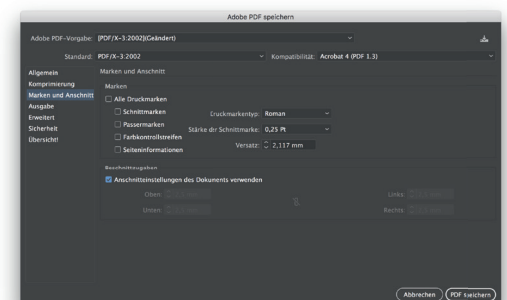 Adobe PDF speichern
Adobe PDF-Vorgabe: [PDF/X-3:2002](Geändert)
Standard: PDF/X-3:2002 Kompatibilität: Acrobat 4 (PDF 1.3)
Allgemein
Komprimierung
Marken und Anschnitt
Ausgabe
Erweitert
Sicherheit
Übersicht!
Marken und Anschnitt
Marken
Alle Druckmarken
Schnittmarken
Passermarken
Farbkontrollstreifen
Seiteninformationen
Druckmarkentyp: Roman
Stärke dir Schnittmarke: 0,25 Pt
Versatz: 2,117 mm
Anschnitteinstellungen des Dokuments verwenden
Oben:
Unten:
Links:
Rechts:
Abbrechen
PDF speichern